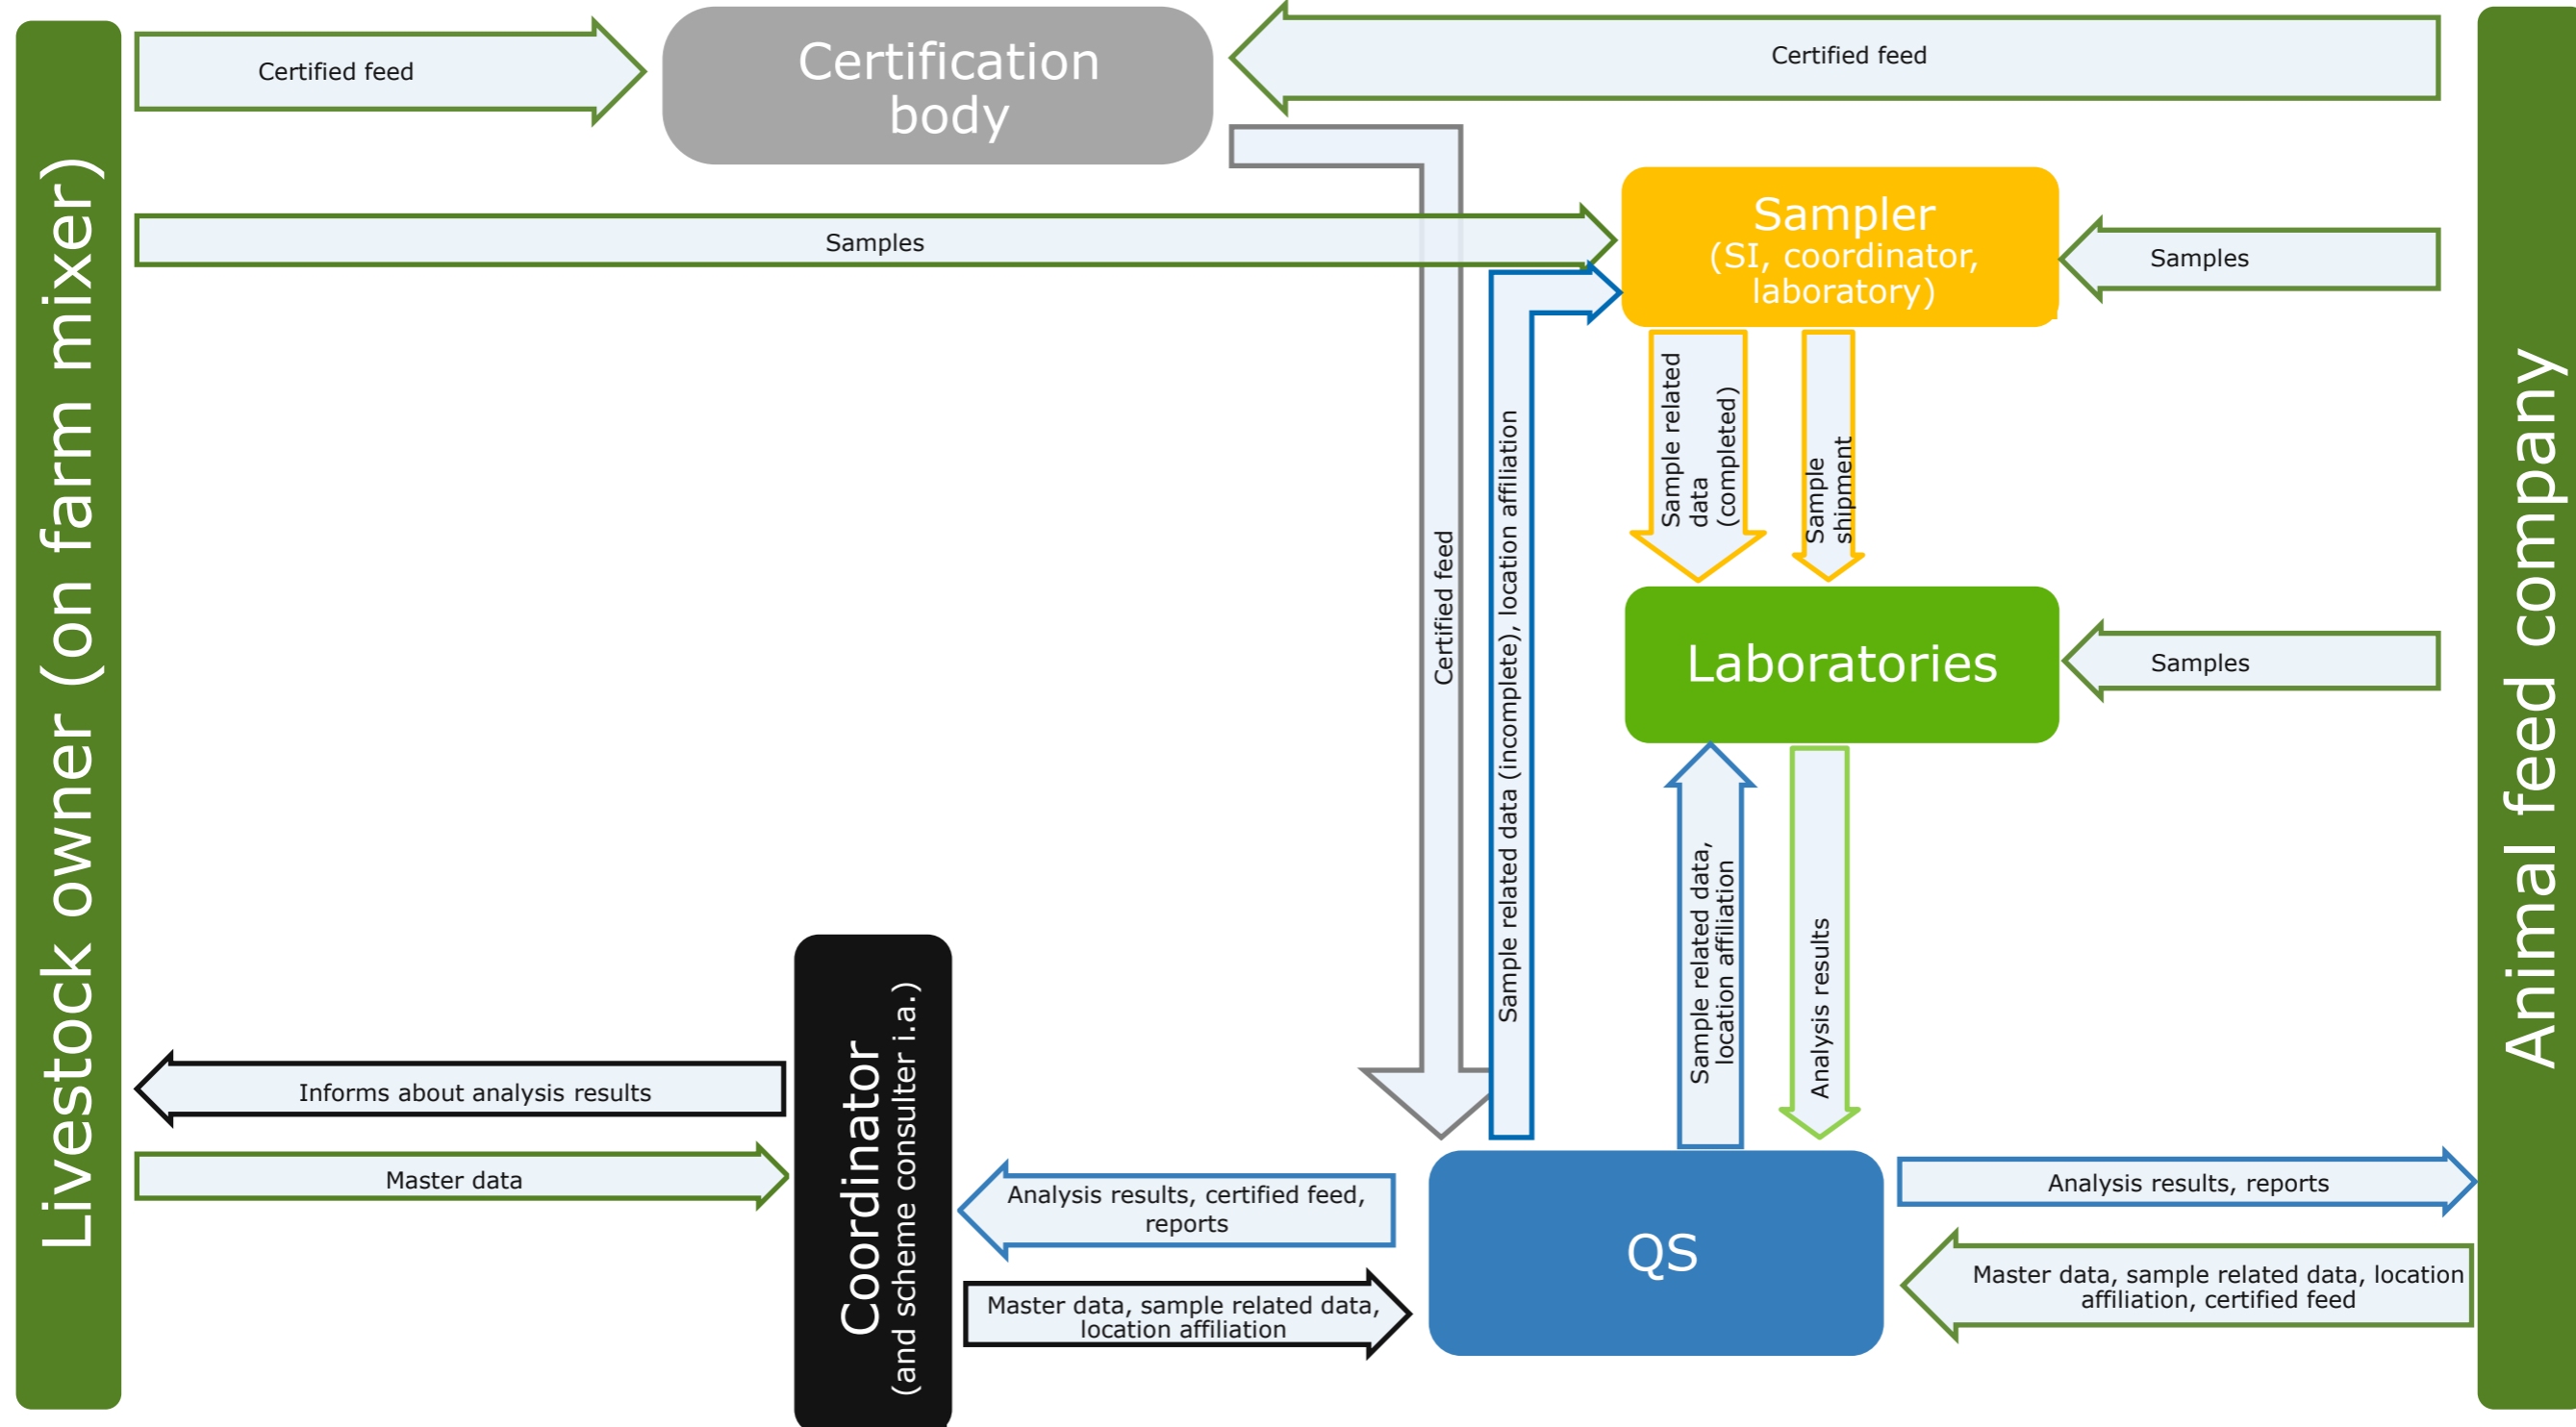 Livestock owner (on farm mixer)
Certified feed
Certification
body
Certified feed
Animal feed company
Samples
Sampler
(SI, coordinator,
laboratory)
Samples
Certified feed
Sample related data (incomplete), location affiliation
Sample related
data
(completed)
Sample
shipment
Laboratories
Samples
Sample related data,
location affiliation
Analysis results
Coordinator
(and scheme consulter i.a.)
Informs about analysis results
Master data
Analysis results, certified feed,
reports
Master data, sample related data,
location affiliation
QS
Analysis results, reports
Master data, sample related data, location
affiliation, certified feed